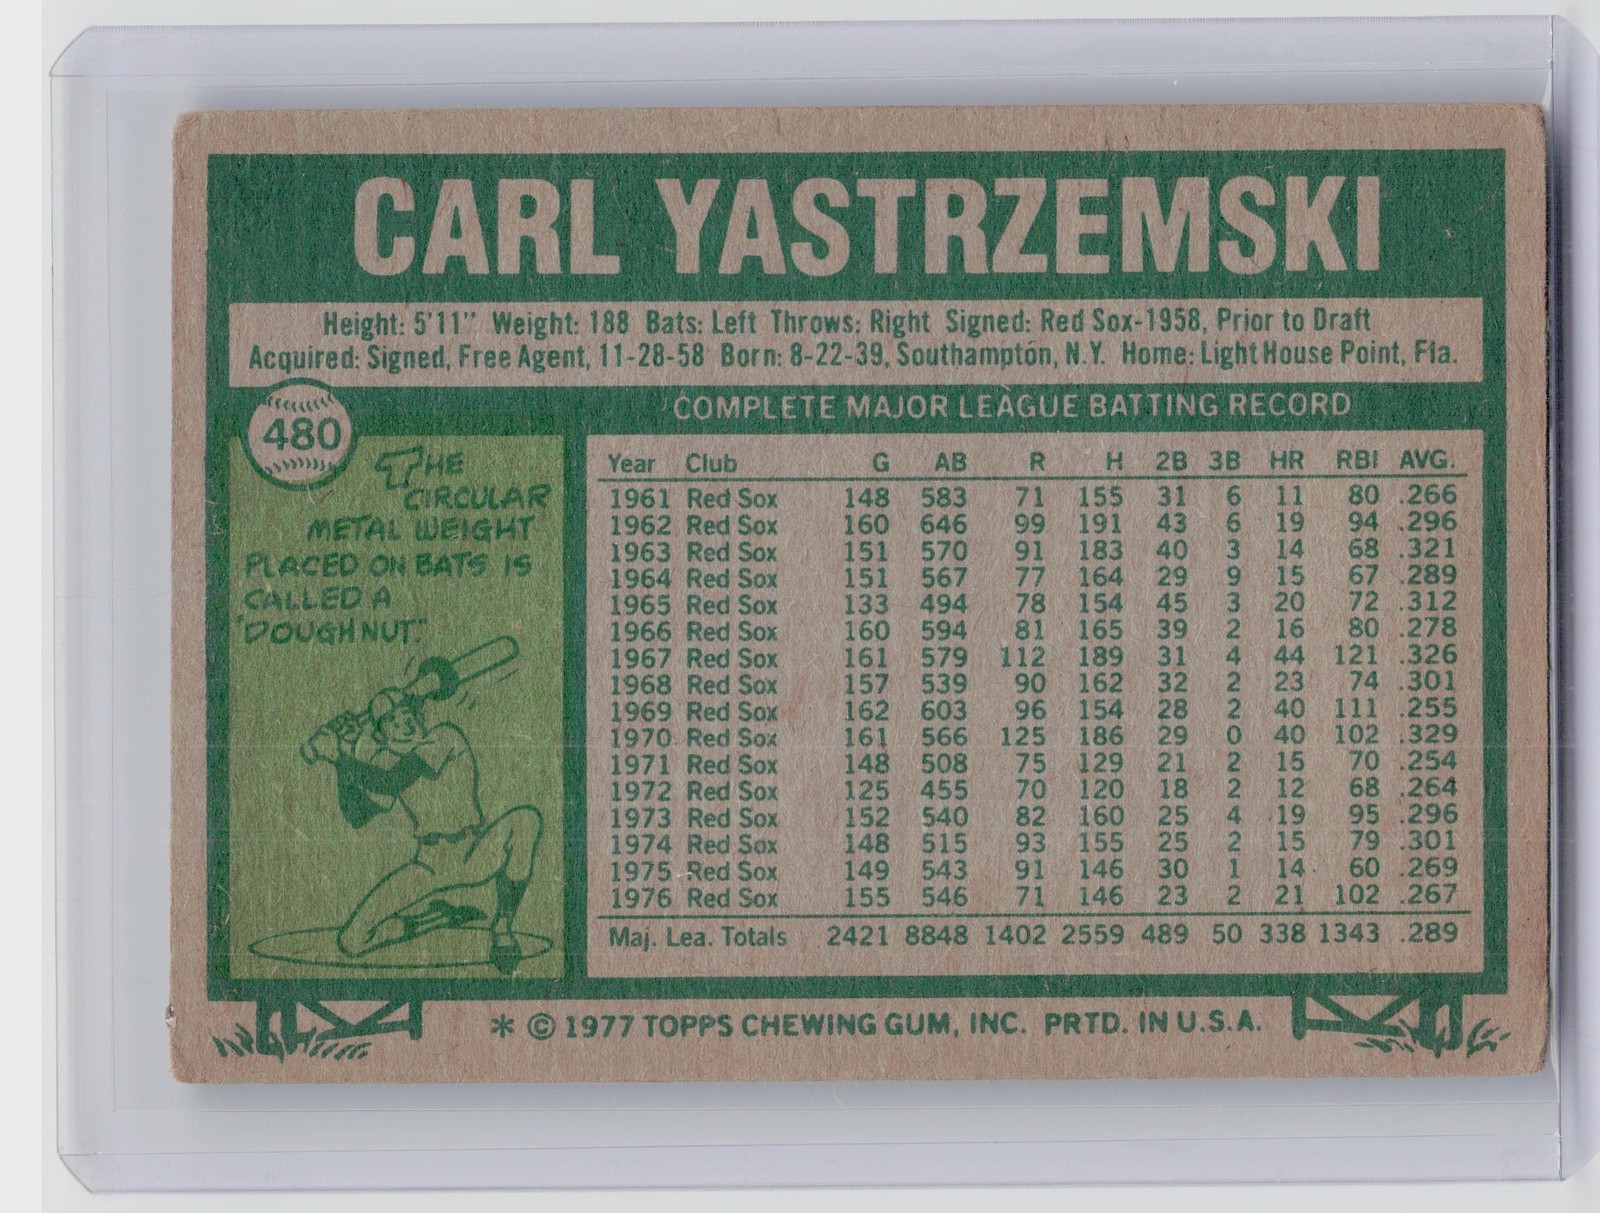 CARL YASTRZEMSKI
Height: 5'11" Weight: 188 Bats: Left Throws: Right Signed: Red Sox-1958, Prior to Draft
Acquired: Signed, Free Agent, 11-28-58 Born: 8-22-39, Southampton, N.Y. Home: Light House Point, Fla.
480
THE
CIRCULAR
METAL WEIGHT
PLACED ON BATS IS
CALLED A
"DOUGHNUT."
COMPLETE MAJOR LEAGUE BATTING RECORD
Year Club G AB R H 2B 3B HR RBI AVG.
1961 Red Sox 148 583 71 155 31 6 11 80 .266
1962 Red Sox 160 646 99 191 43 6 19 94 .296
1963 Red Sox 151 570 91 183 40 3 14 68 .321
1964 Red Sox 151 567 77 164 29 9 15 67 .289
1965 Red Sox 133 494 78 154 45 3 20 72 .312
1966 Red Sox 160 594 81 165 39 2 16 80 .278
1967 Red Sox 161 579 112 189 31 4 44 121 .326
1968 Red Sox 157 539 90 162 32 2 23 74 .301
1969 Red Sox 162 603 96 154 28 2 40 111 .255
1970 Red Sox 161 566 125 186 29 0 40 102 .329
1971 Red Sox 148 508 75 129 21 2 15 70 .254
1972 Red Sox 125 455 70 120 18 2 12 68 .264
1973 Red Sox 152 540 82 160 25 4 19 95 .296
1974 Red Sox 148 515 93 155 25 2 15 79 .301
1975 Red Sox 149 543 91 146 30 1 14 60 .269
1976 Red Sox 155 546 71 146 23 2 21 102 .267
Maj. Lea. Totals 2421 8848 1402 2559 489 50 338 1343 .289
* © 1977 TOPPS CHEWING GUM, INC. PRTD. IN U.S.A.